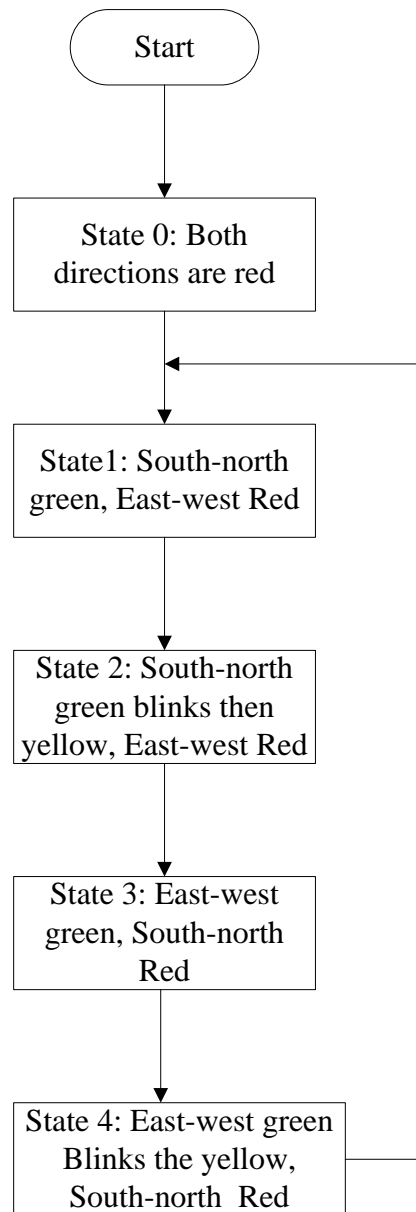 Start
State 0: Both
directions are red
State1: South-north
green, East-west Red
State 2: South-north
green blinks then
yellow, East-west Red
State 3: East-west
green, South-north
Red
State 4: East-west green
Blinks the yellow,
South-north Red